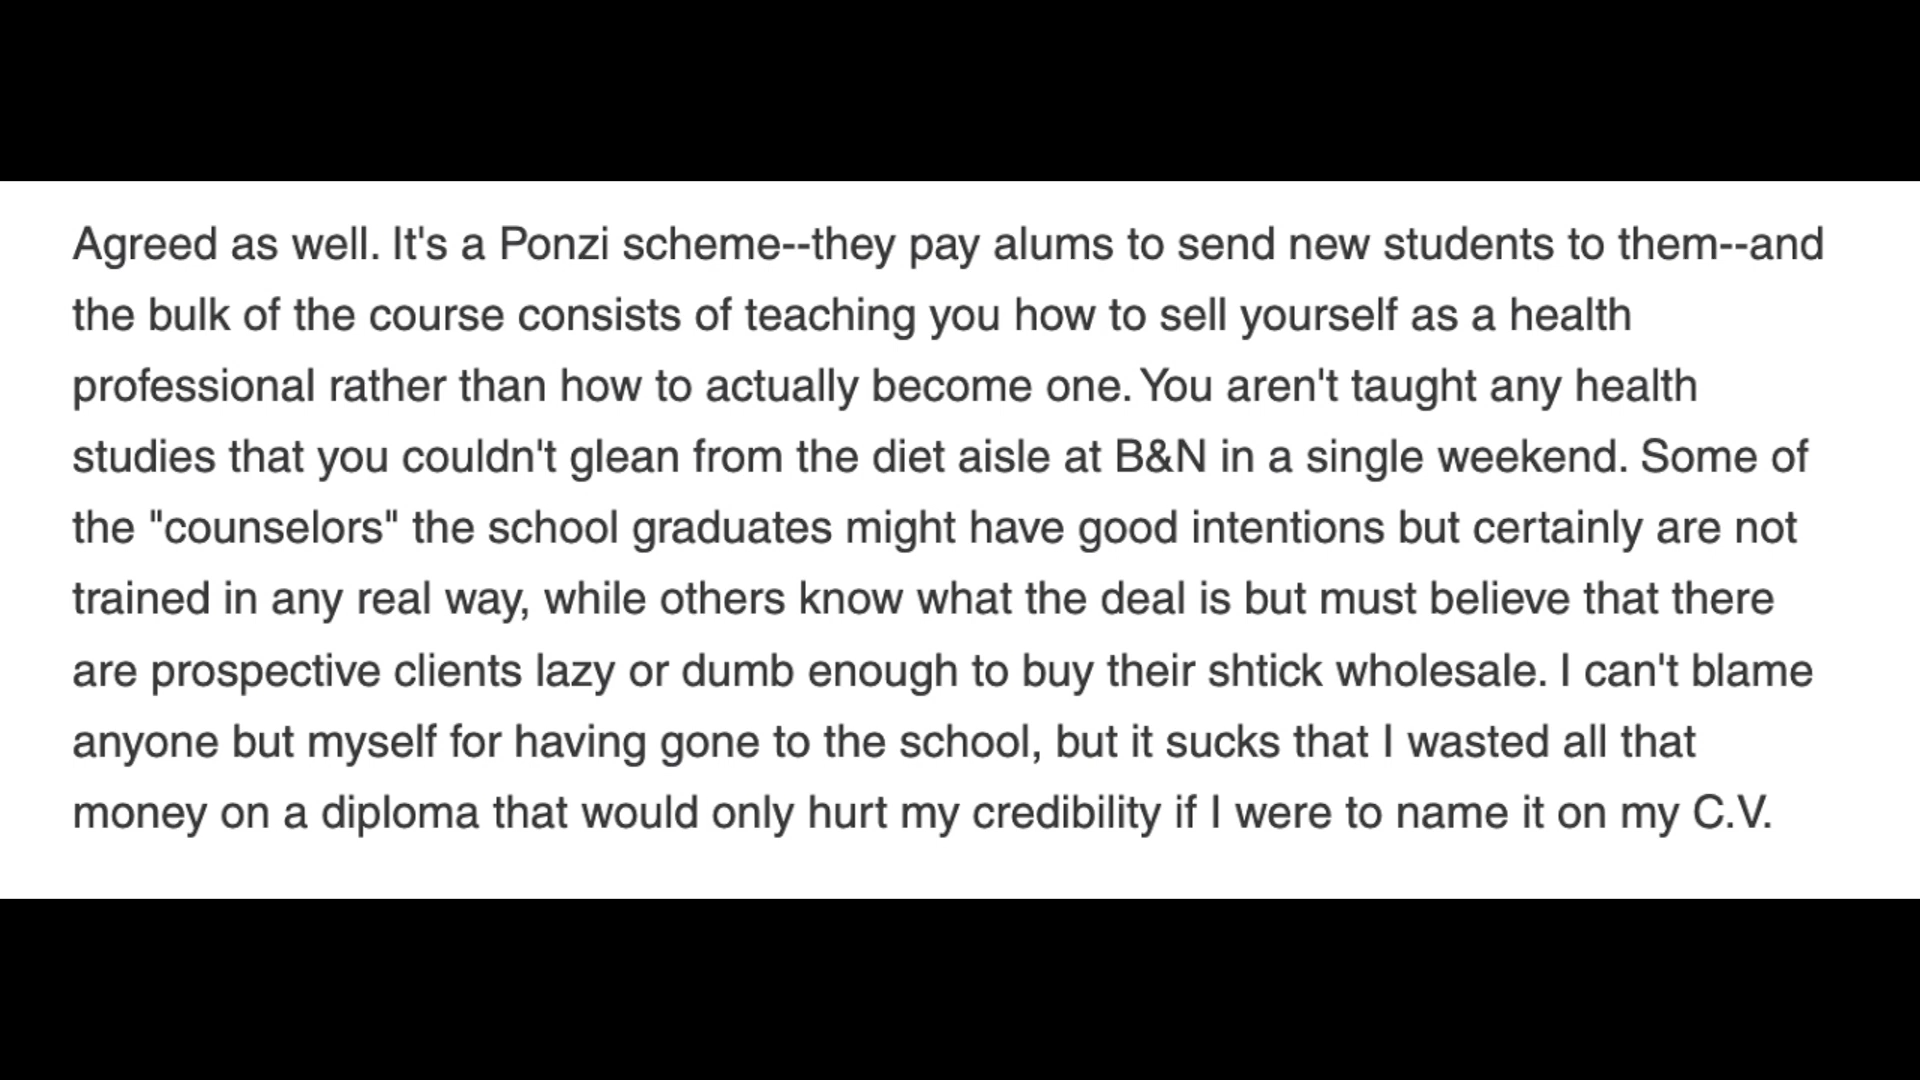 Agreed as well. It's a Ponzi scheme--they pay alums to send new students to them--and
the bulk of the course consists of teaching you how to sell yourself as a health
professional rather than how to actually become one. You aren't taught any health
studies that you couldn't glean from the diet aisle at B&N in a single weekend. Some of
the "counselors" the school graduates might have good intentions but certainly are not
trained in any real way, while others know what the deal is but must believe that there
are prospective clients lazy or dumb enough to buy their shtick wholesale. I can't blame
anyone but myself for having gone to the school, but it sucks that I wasted all that
money on a diploma that would only hurt my credibility if I were to name it on my C.V.